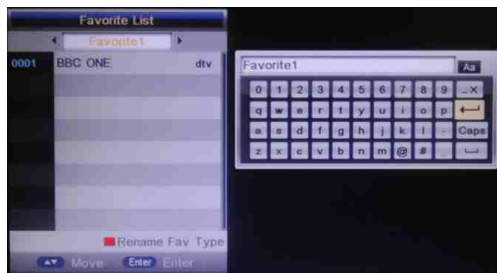 Favorite List
Favorite1
0001 BBC ONE dtv
Rename Fav Type
Move Enter Enter
Favorite1 Aa
0 1 2 3 4 5 6 7 8 9 ..X
q w e r t y u i o p
a s d f g h j k l - Caps
z x c v b n m @ # .